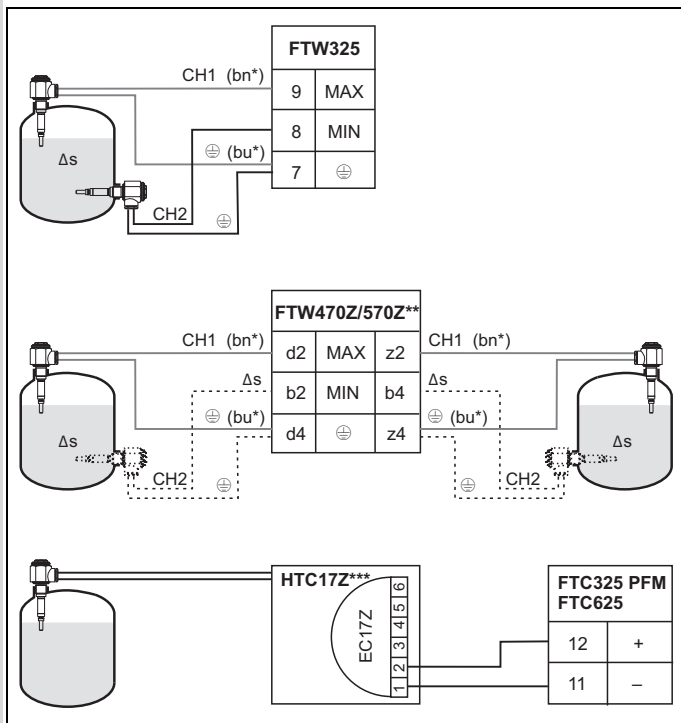 FTW325
CH1 (bn*)
9 MAX
8 MIN
⏚ (bu*)
7 ⏚
Δs
CH2
⏚
FTW470Z/570Z**
CH1 (bn*)
d2 MAX z2
CH1 (bn*)
Δs
b2 MIN b4
Δs
⏚ (bu*)
d4 ⏚ z4
⏚ (bu*)
Δs
Δs
CH2
⏚
⏚
CH2
HTC17Z***
EC17Z
6
5
4
3
2
1
FTC325 PFM
FTC625
12 +
11 –